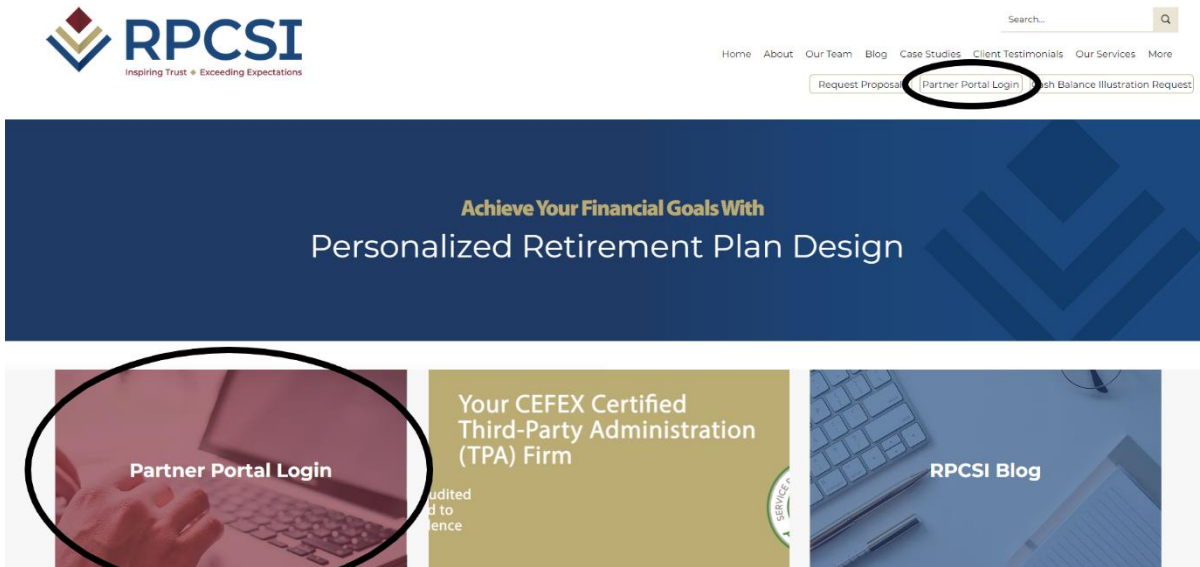 RPCSI
Inspiring Trust Exceeding Expectations
Search...
Home About Our Team Blog Case Studies Client Testimonials Our Services More
Request Proposal Partner Portal Login Balance Illustration Request
Achieve Your Financial Goals With
Personalized Retirement Plan Design
Partner Portal Login
Your CEFEX Certified
Third-Party Administration
(TPA) Firm
udited
d to
ence
SERVICE
RPCSI Blog